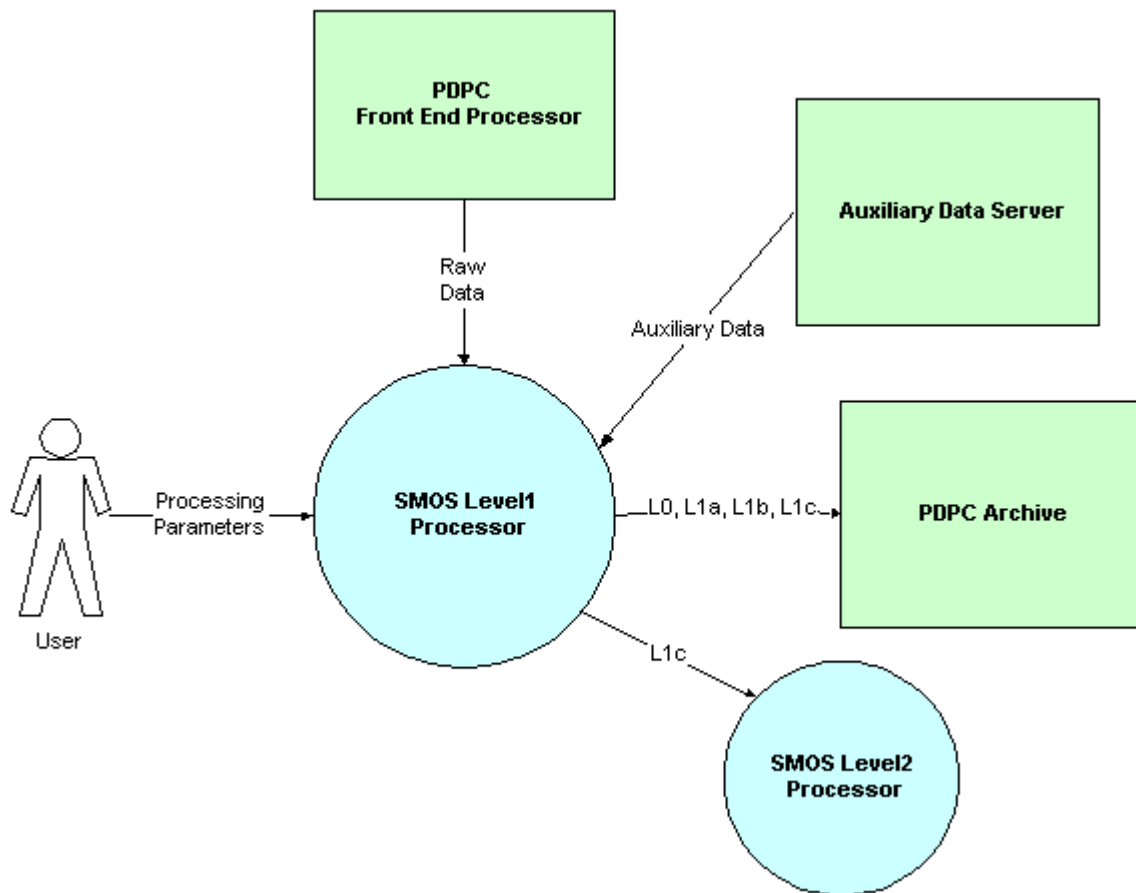 PDPC
Front End Processor
Auxiliary Data Server
Raw
Data
Auxiliary Data
Processing
Parameters
SMOS Level1
Processor
L0, L1a, L1b, L1c
PDPC Archive
User
L1c
SMOS Level2
Processor